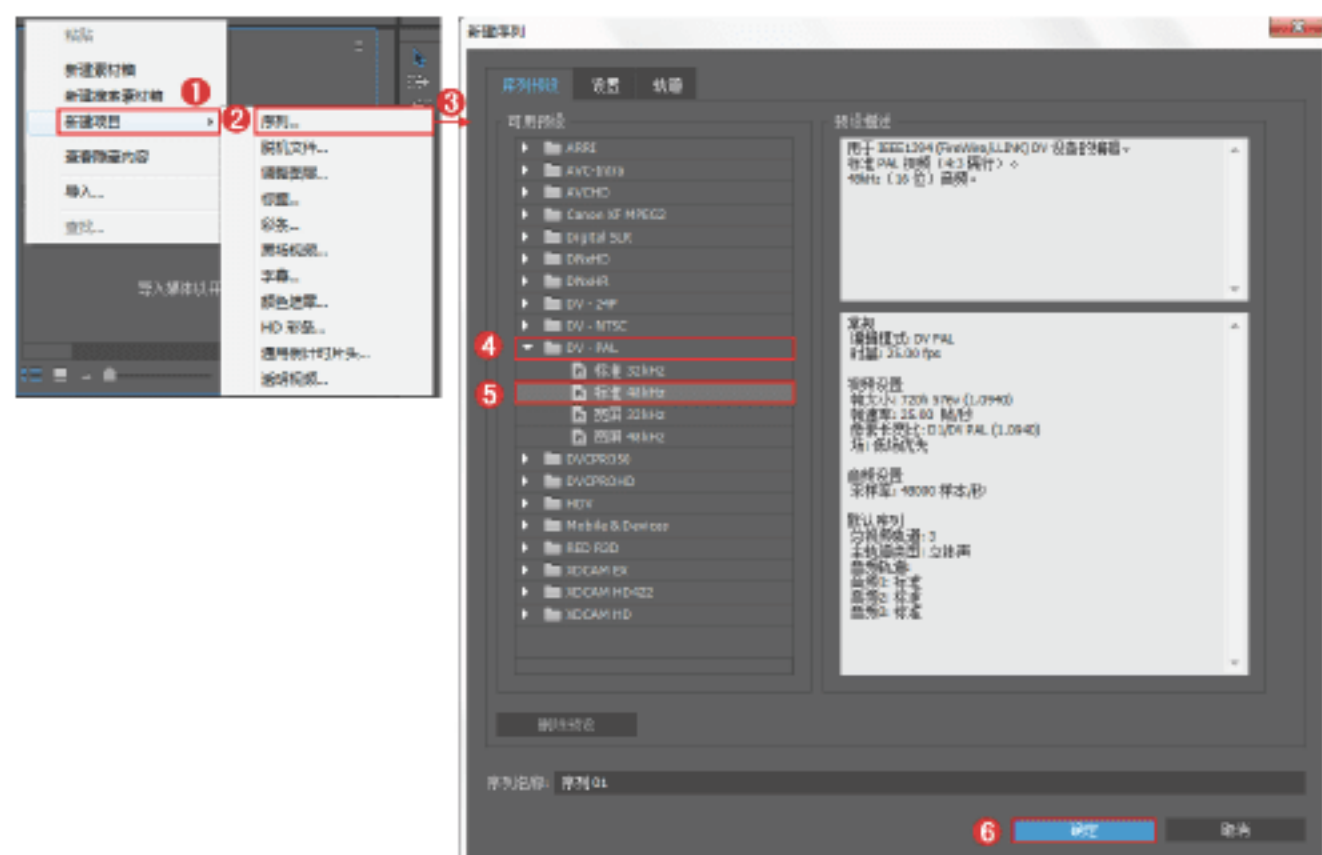 粘贴
新建素材箱
新建搜索素材箱
1
新建项目
2
查看隐藏内容
导入...
查找...
导入媒体以开
序列...
脱机文件...
调整图层...
标题...
彩条...
黑场视频...
字幕...
颜色遮罩...
HD 彩条...
通用倒计时片头...
透明视频...
3
新建序列
序列预设 设置 轨道
可用预设
ARRI
AVC-Intra
AVCHD
Canon XF MPEG2
Digital SLR
DNxHD
DNxHR
DV - 24P
DV - NTSC
4
DV - PAL
标准 32kHz
5
标准 48kHz
宽屏 32kHz
宽屏 48kHz
DVCPRO50
DVCPROHD
HDV
Mobile & Devices
RED R3D
XDCAM EX
XDCAM HD422
XDCAM HD
删除预设
预设描述
用于 IEEE1394 (FireWire/i.LINK) DV 设备的编辑。
标准 PAL 视频（4:3 隔行）。
48kHz（16 位）音频。
常规
编辑模式: DV PAL
时基: 25.00 fps
视频设置
帧大小: 720h 576v (1.0940)
帧速率: 25.00 帧/秒
像素长宽比: D1/DV PAL (1.0940)
场: 低场优先
音频设置
采样率: 48000 样本/秒
默认序列
总视频轨道: 3
主轨道类型: 立体声
音频轨道:
音频1: 标准
音频2: 标准
音频3: 标准
序列名称: 序列 01
6
确定 取消